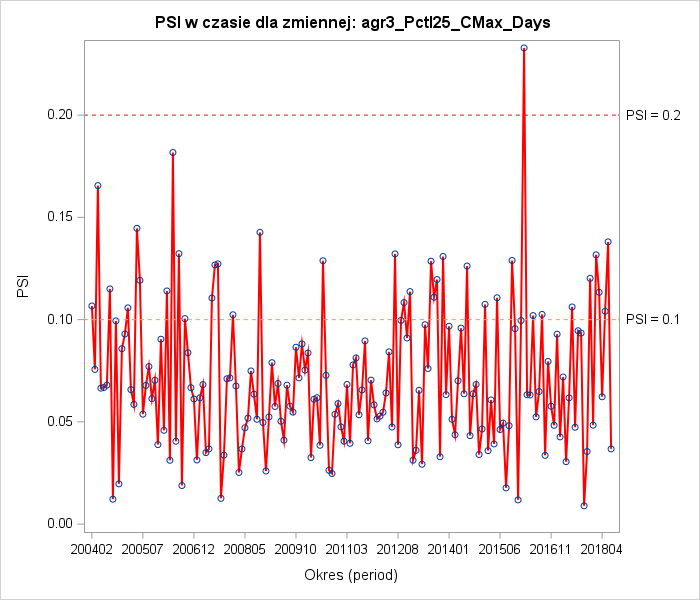 PSI w czasie dla zmiennej: agr3_Pctl25_CMax_Days
PSI
0.20
0.15
0.10
0.05
0.00
PSI = 0.2
PSI = 0.1
200402 200507 200612 200805 200910 201103 201208 201401 201506 201611 201804
Okres (period)